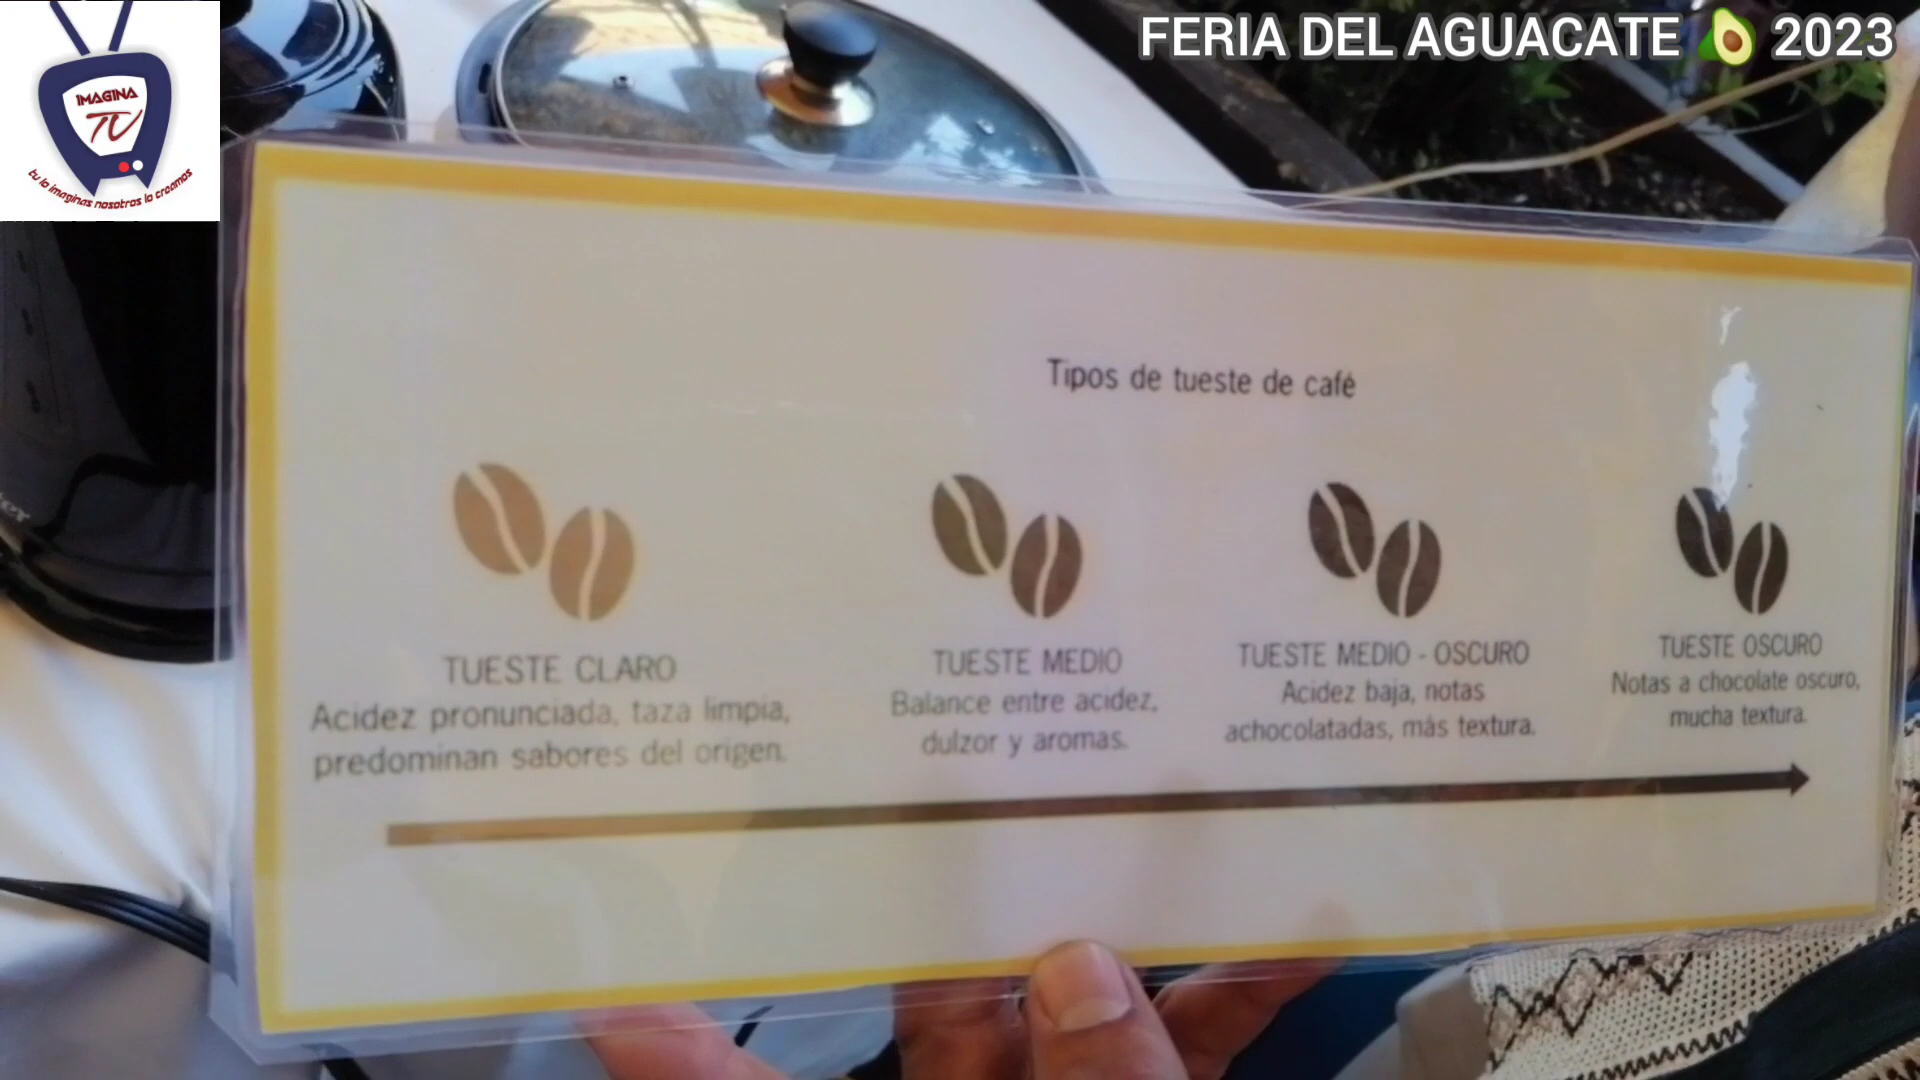 FERIA DEL AGUACATE 🥑 2023
IMAGINA
TV
tu lo imaginas nosotros lo creamos
Tipos de tueste de café
TUESTE CLARO
Acidez pronunciada, taza limpia,
predominan sabores del origen.
TUESTE MEDIO
Balance entre acidez,
dulzor y aromas.
TUESTE MEDIO - OSCURO
Acidez baja, notas
achocolatadas, más textura.
TUESTE OSCURO
Notas a chocolate oscuro,
mucha textura.